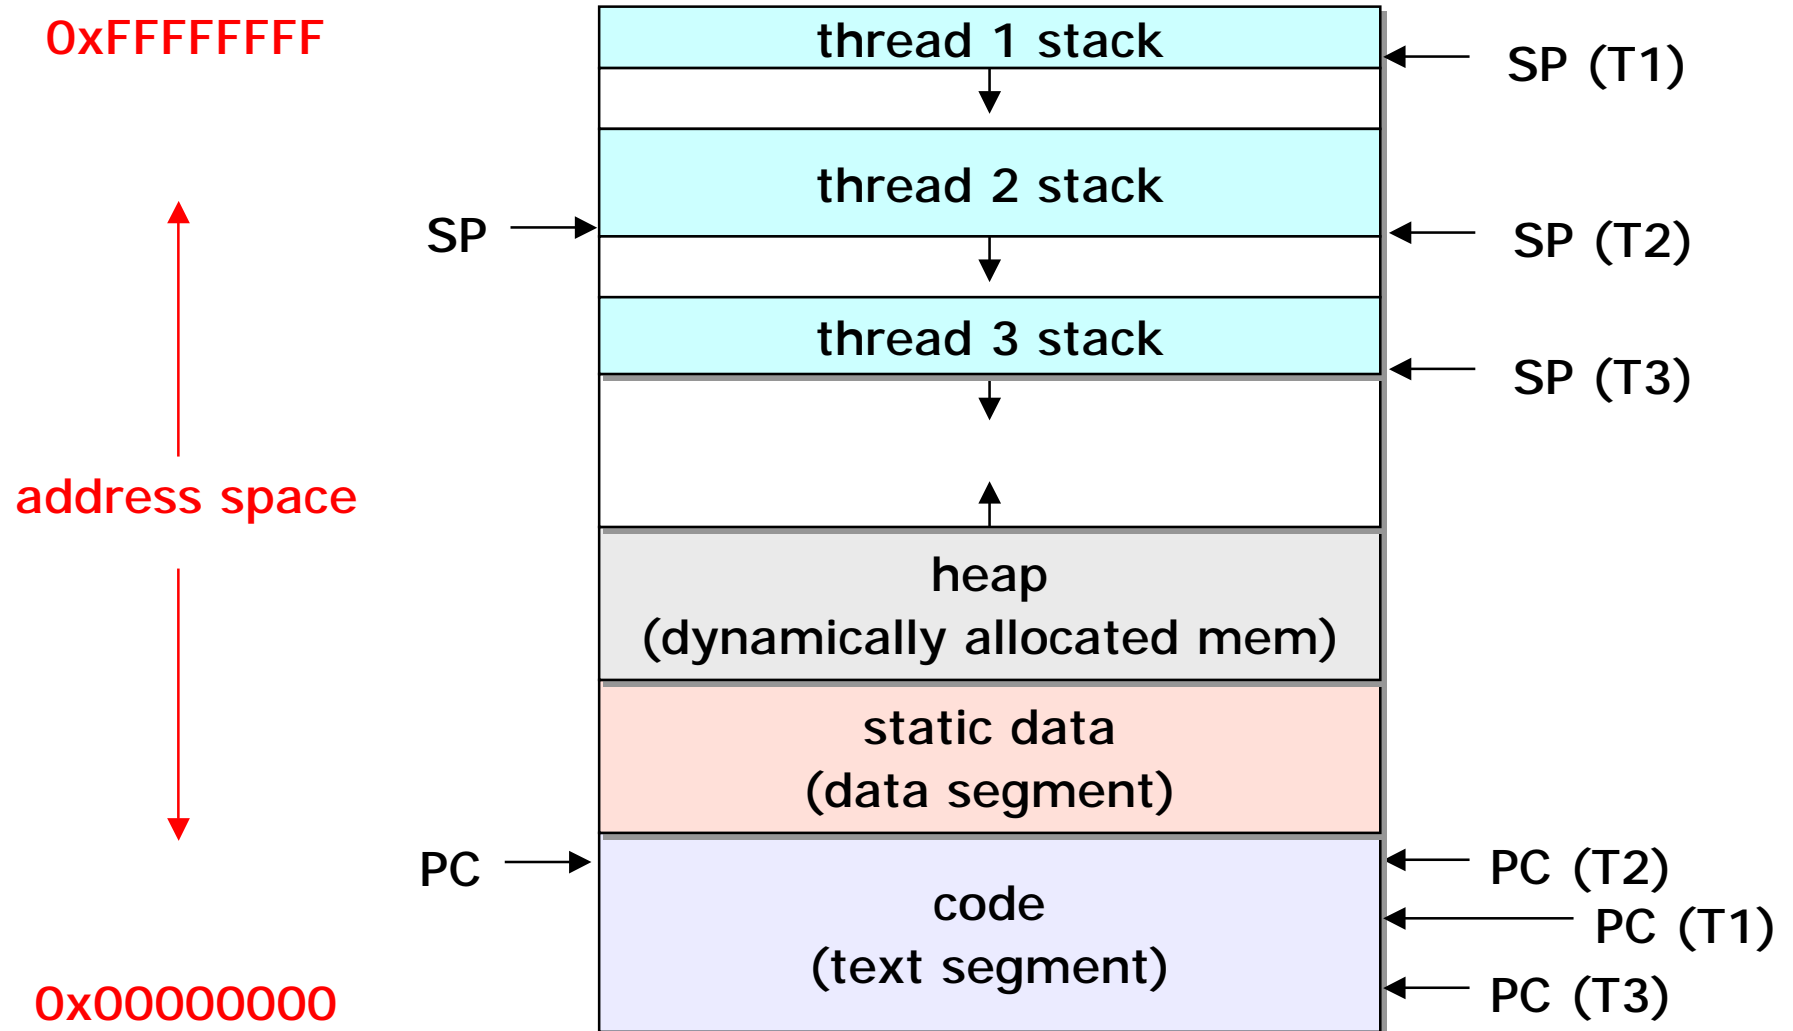 0xFFFFFFFF
thread 1 stack
SP (T1)
thread 2 stack
SP
SP (T2)
thread 3 stack
SP (T3)
address space
heap
(dynamically allocated mem)
static data
(data segment)
PC
PC (T2)
code
PC (T1)
(text segment)
PC (T3)
0x00000000